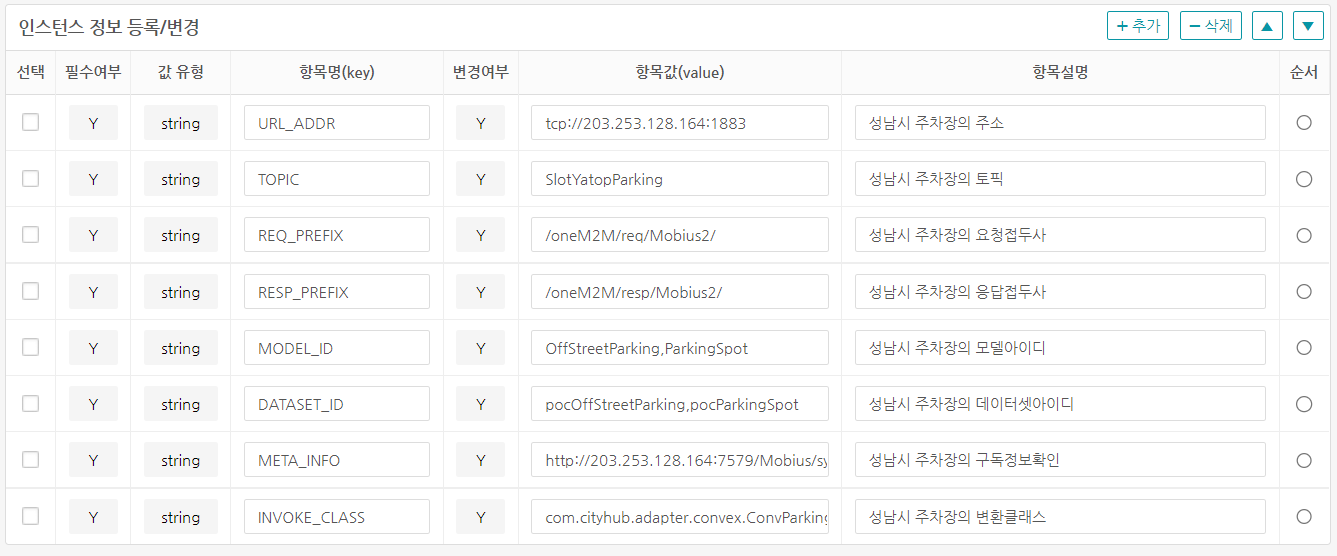 인스턴스 정보 등록/변경 + 추가 − 삭제 ▲ ▼
선택 필수여부 값 유형 항목명(key) 변경여부 항목값(value) 항목설명 순서
Y string URL_ADDR Y tcp://203.253.128.164:1883 성남시 주차장의 주소
Y string TOPIC Y SlotYatopParking 성남시 주차장의 토픽
Y string REQ_PREFIX Y /oneM2M/req/Mobius2/ 성남시 주차장의 요청접두사
Y string RESP_PREFIX Y /oneM2M/resp/Mobius2/ 성남시 주차장의 응답접두사
Y string MODEL_ID Y OffStreetParking,ParkingSpot 성남시 주차장의 모델아이디
Y string DATASET_ID Y pocOffStreetParking,pocParkingSpot 성남시 주차장의 데이터셋아이디
Y string META_INFO Y http://203.253.128.164:7579/Mobius/sy 성남시 주차장의 구독정보확인
Y string INVOKE_CLASS Y com.cityhub.adapter.convex.ConvParking 성남시 주차장의 변환클래스